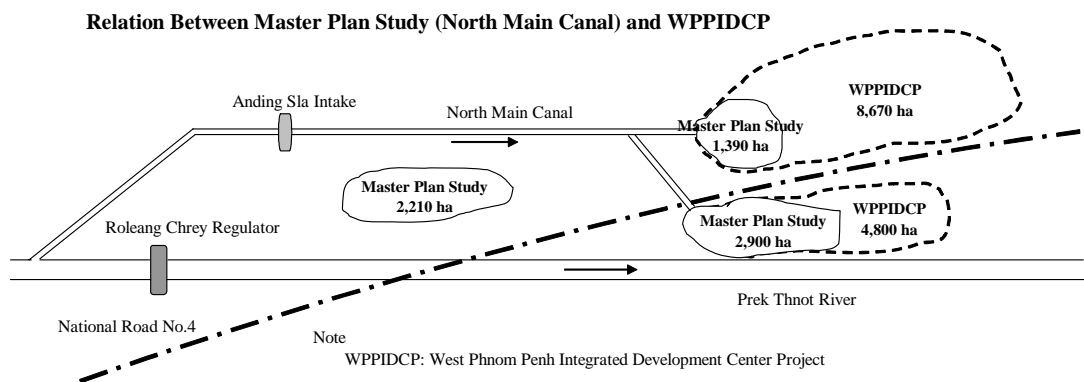 Relation Between Master Plan Study (North Main Canal) and WPPIDCP
WPPIDCP
8,670 ha
Anding Sla Intake
North Main Canal
Master Plan Study
1,390 ha
Master Plan Study
2,210 ha
WPPIDCP
4,800 ha
Master Plan Study
2,900 ha
Roleang Chrey Regulator
Prek Thnot River
National Road No.4
Note
WPPIDCP: West Phnom Penh Integrated Development Center Project